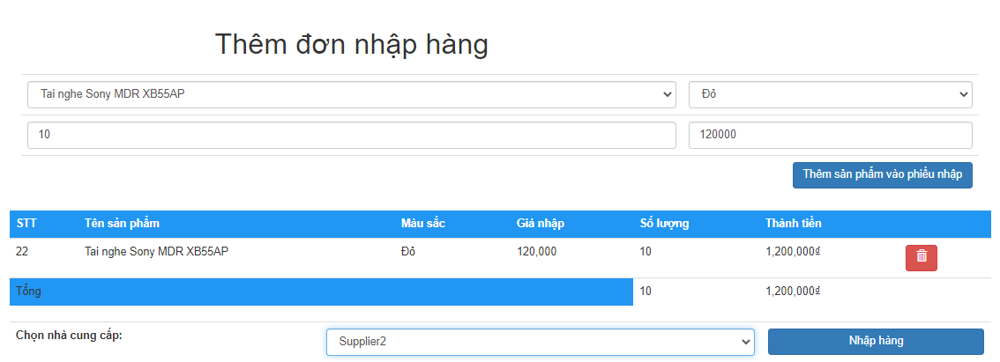 Thêm đơn nhập hàng
Tai nghe Sony MDR XB55AP Đỏ
10 120000
Thêm sản phẩm vào phiếu nhập
STT Tên sản phẩm Màu sắc Giá nhập Số lượng Thành tiền
22 Tai nghe Sony MDR XB55AP Đỏ 120,000 10 1,200,000₫
Tổng 10 1,200,000₫
Chọn nhà cung cấp: Supplier2 Nhập hàng